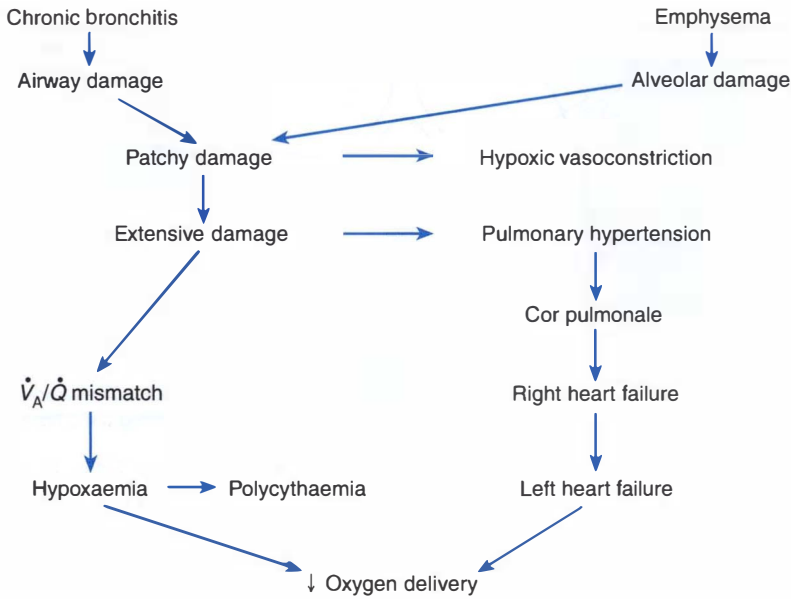 Chronic bronchitis
Emphysema
Airway damage
Alveolar damage
Patchy damage
Hypoxic vasoconstriction
Extensive damage
Pulmonary hypertension
Cor pulmonale
V̇A/Q̇ mismatch
Right heart failure
Hypoxaemia
Polycythaemia
Left heart failure
↓ Oxygen delivery